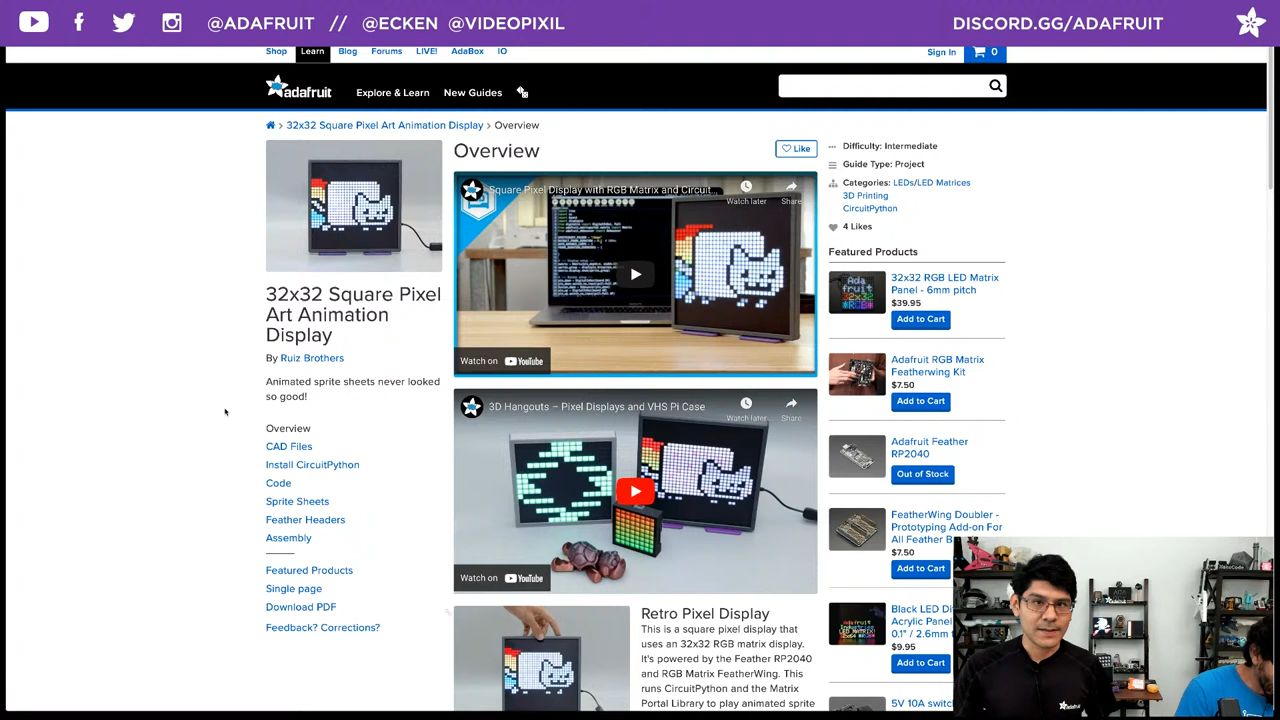 @ADAFRUIT // @ECKEN @VIDEOPIXIL
DISCORD.GG/ADAFRUIT
Shop Learn Blog Forums LIVE! AdaBox IO
Sign In 0
adafruit Explore & Learn New Guides
32x32 Square Pixel Art Animation Display > Overview
32x32 Square Pixel
Art Animation
Display
By Ruiz Brothers
Animated sprite sheets never looked
so good!
Overview
CAD Files
Install CircuitPython
Code
Sprite Sheets
Feather Headers
Assembly
Featured Products
Single page
Download PDF
Feedback? Corrections?
Overview
Like
Square Pixel Display with RGB Matrix and Circuit...
Watch later
Share
Watch on YouTube
3D Hangouts – Pixel Displays and VHS Pi Case
Watch later
Share
Watch on YouTube
Retro Pixel Display
This is a square pixel display that
uses an 32x32 RGB matrix display.
It's powered by the Feather RP2040
and RGB Matrix FeatherWing. This
runs CircuitPython and the Matrix
Portal Library to play animated sprite
Difficulty: Intermediate
Guide Type: Project
Categories: LEDs/LED Matrices
3D Printing
CircuitPython
4 Likes
Featured Products
32x32 RGB LED Matrix
Panel - 6mm pitch
$39.95
Add to Cart
Adafruit RGB Matrix
Featherwing Kit
$7.50
Add to Cart
Adafruit Feather
RP2040
Out of Stock
FeatherWing Doubler -
Prototyping Add-on For
All Feather B
$7.50
Add to Cart
Black LED Di
Acrylic Panel
0.1" / 2.6mm t
$9.95
Add to Cart
5V 10A switc